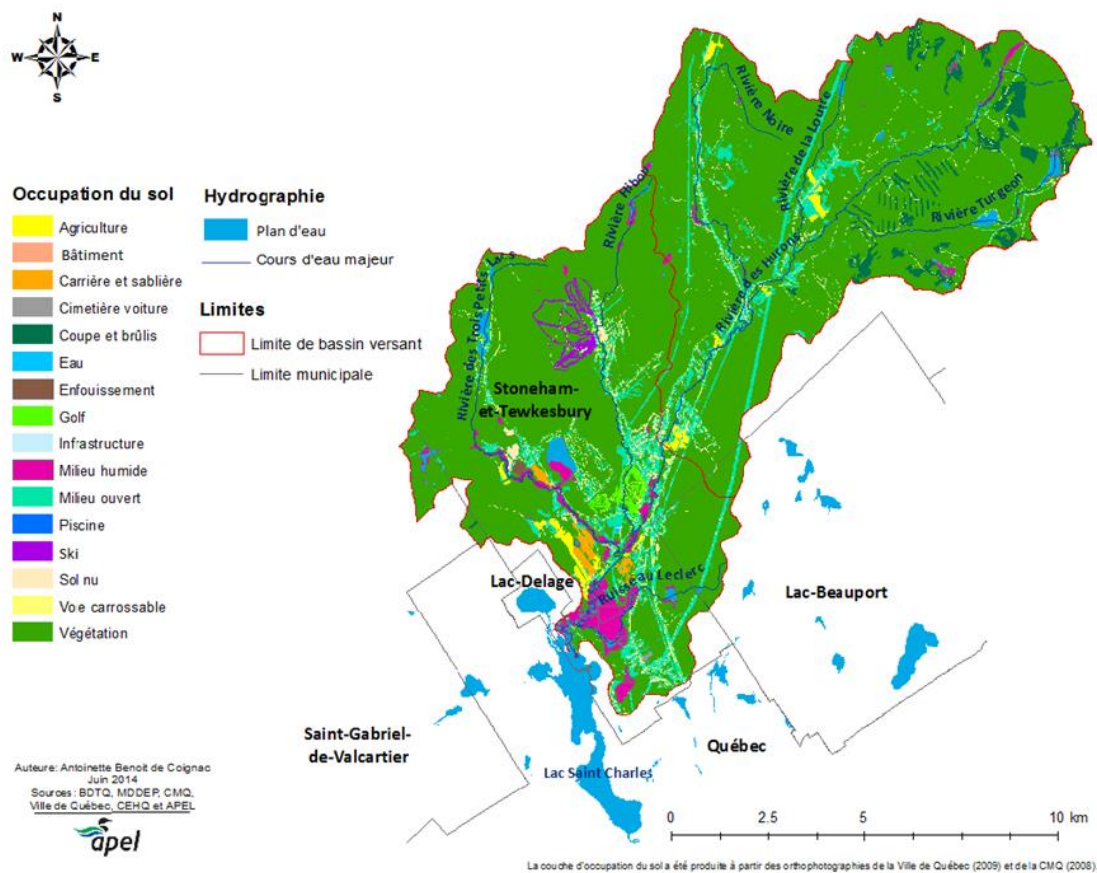 N
W
E
S
Occupation du sol
Agriculture
Bâtiment
Carrière et sablière
Cimetière voiture
Coupe et brûlis
Eau
Enfouissement
Golf
Infrastructure
Milieu humide
Milieu ouvert
Piscine
Ski
Sol nu
Voie carrossable
Végétation
Hydrographie
Plan d'eau
Cours d'eau majeur
Limites
Limite de bassin versant
Limite municipale
Rivière Noire
Rivière de la Loutre
Rivière Hibou
Rivière Turgeon
Rivière des Hurons
Rivière des Trois Petits Lacs
Stoneham-
et-Tewkesbury
Ruisseau Leclerc
Lac-Delage
Lac-Beauport
Saint-Gabriel-
de-Valcartier
Québec
Lac Saint Charles
Auteure: Antoinette Benoit de Coignac
Juin 2014
Sources: BDTQ, MDDEP, CMQ,
Ville de Québec, CEHQ et APEL
apel
0 2.5 5 10 km
La couche d'occupation du sol a été produite à partir des orthophotographies de la Ville de Québec (2009) et de la CMQ (2008).